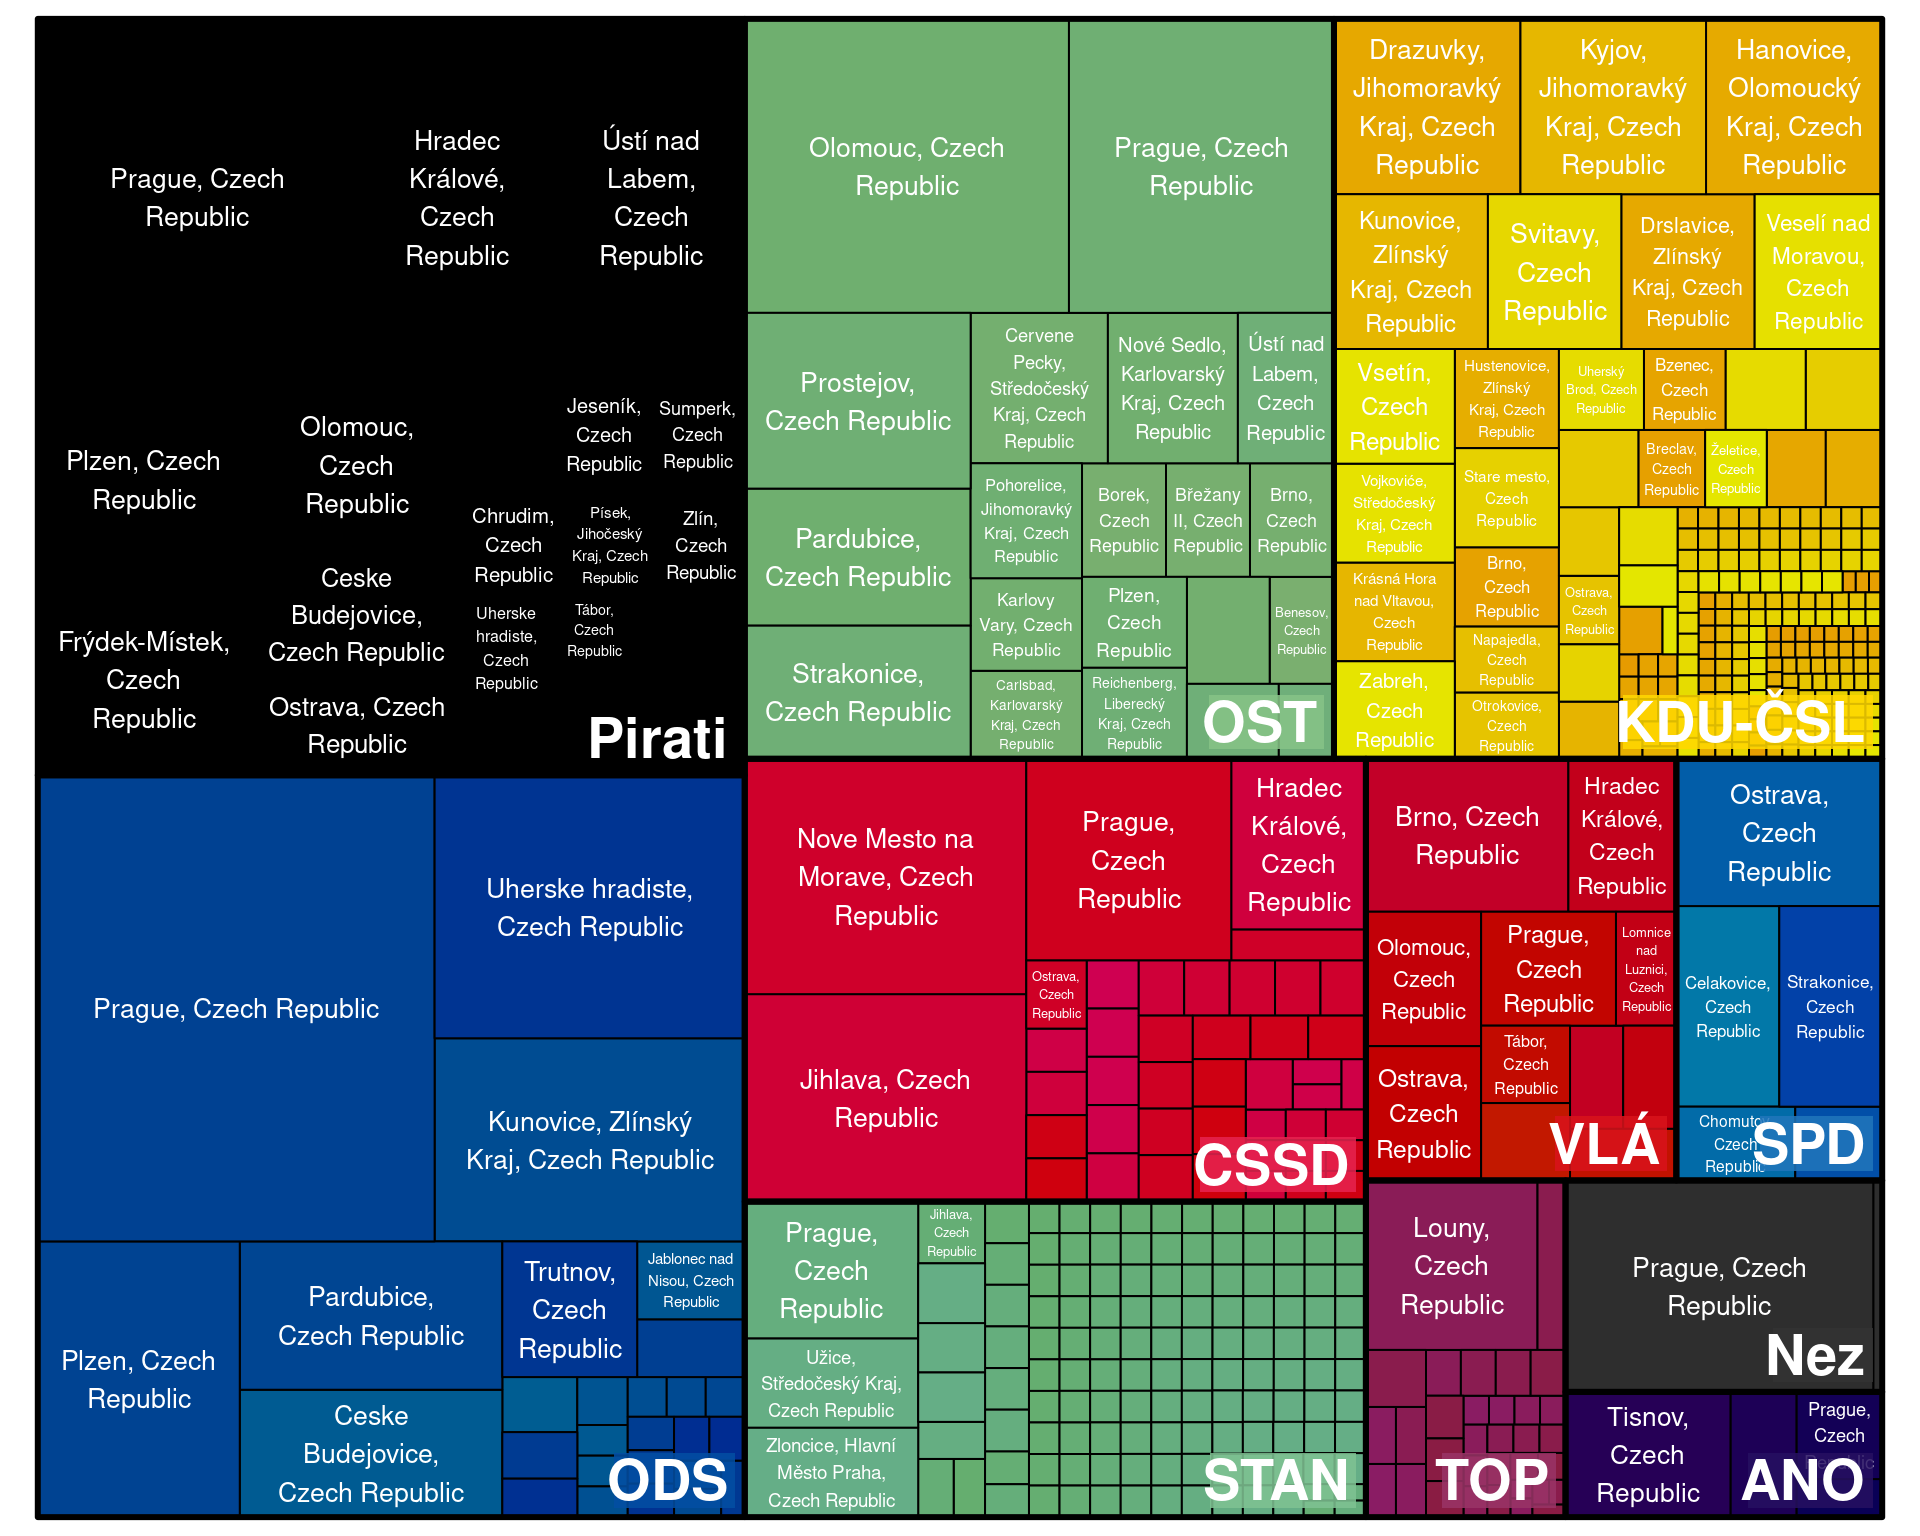 Prague, Czech
Republic
Hradec
Králové,
Czech
Republic
Ústí nad
Labem,
Czech
Republic
Plzen, Czech
Republic
Olomouc,
Czech
Republic
Jeseník,
Czech
Republic
Sumperk,
Czech
Republic
Chrudim,
Czech
Republic
Písek,
Jihočeský
Kraj, Czech
Republic
Zlín,
Czech
Republic
Frýdek-Místek,
Czech
Republic
Ceske
Budejovice,
Czech Republic
Uherske
hradiste,
Czech
Republic
Tábor,
Czech
Republic
Ostrava, Czech
Republic
Pirati
Olomouc, Czech
Republic
Prague, Czech
Republic
Prostejov,
Czech Republic
Cervene
Pecky,
Středočeský
Kraj, Czech
Republic
Nové Sedlo,
Karlovarský
Kraj, Czech
Republic
Ústí nad
Labem,
Czech
Republic
Pardubice,
Czech Republic
Pohorelice,
Jihomoravký
Kraj, Czech
Republic
Borek,
Czech
Republic
Břežany
II, Czech
Republic
Brno,
Czech
Republic
Strakonice,
Czech Republic
Karlovy
Vary, Czech
Republic
Plzen,
Czech
Republic
Benesov,
Czech
Republic
Carlsbad,
Karlovarský
Kraj, Czech
Republic
Reichenberg,
Liberecký
Kraj, Czech
Republic
OST
Drazuvky,
Jihomoravký
Kraj, Czech
Republic
Kyjov,
Jihomoravký
Kraj, Czech
Republic
Hanovice,
Olomoucký
Kraj, Czech
Republic
Kunovice,
Zlínský
Kraj, Czech
Republic
Svitavy,
Czech
Republic
Drslavice,
Zlínský
Kraj, Czech
Republic
Veselí nad
Moravou,
Czech
Republic
Vsetín,
Czech
Republic
Hustenovice,
Zlínský
Kraj, Czech
Republic
Uherský
Brod, Czech
Republic
Bzenec,
Czech
Republic
Vojkoviće,
Středočeský
Kraj, Czech
Republic
Stare mesto,
Czech
Republic
Breclav,
Czech
Republic
Želetice,
Czech
Republic
Krásná Hora
nad Vltavou,
Czech
Republic
Brno,
Czech
Republic
Ostrava,
Czech
Republic
Zabreh,
Czech
Republic
Napajedla,
Czech
Republic
Otrokovice,
Czech
Republic
KDU-ČSL
Prague, Czech Republic
Uherske hradiste,
Czech Republic
Kunovice, Zlínský
Kraj, Czech Republic
Plzen, Czech
Republic
Pardubice,
Czech Republic
Trutnov,
Czech
Republic
Jablonec nad
Nisou, Czech
Republic
Ceske
Budejovice,
Czech Republic
ODS
Nove Mesto na
Morave, Czech
Republic
Prague,
Czech
Republic
Hradec
Králové,
Czech
Republic
Jihlava, Czech
Republic
Ostrava,
Czech
Republic
CSSD
Prague,
Czech
Republic
Jihlava,
Czech
Republic
Užice,
Středočeský Kraj,
Czech Republic
Zloncice, Hlavní
Město Praha,
Czech Republic
STAN
Brno, Czech
Republic
Hradec
Králové,
Czech
Republic
Olomouc,
Czech
Republic
Prague,
Czech
Republic
Lomnice
nad
Luznici,
Czech
Republic
Ostrava,
Czech
Republic
Tábor,
Czech
Republic
VLÁ
Ostrava,
Czech
Republic
Celakovice,
Czech
Republic
Strakonice,
Czech
Republic
Czech
Republic
SPD
Louny,
Czech
Republic
TOP
Prague, Czech
Republic
Nez
Tisnov,
Czech
Republic
Prague,
Czech
Republic
ANO